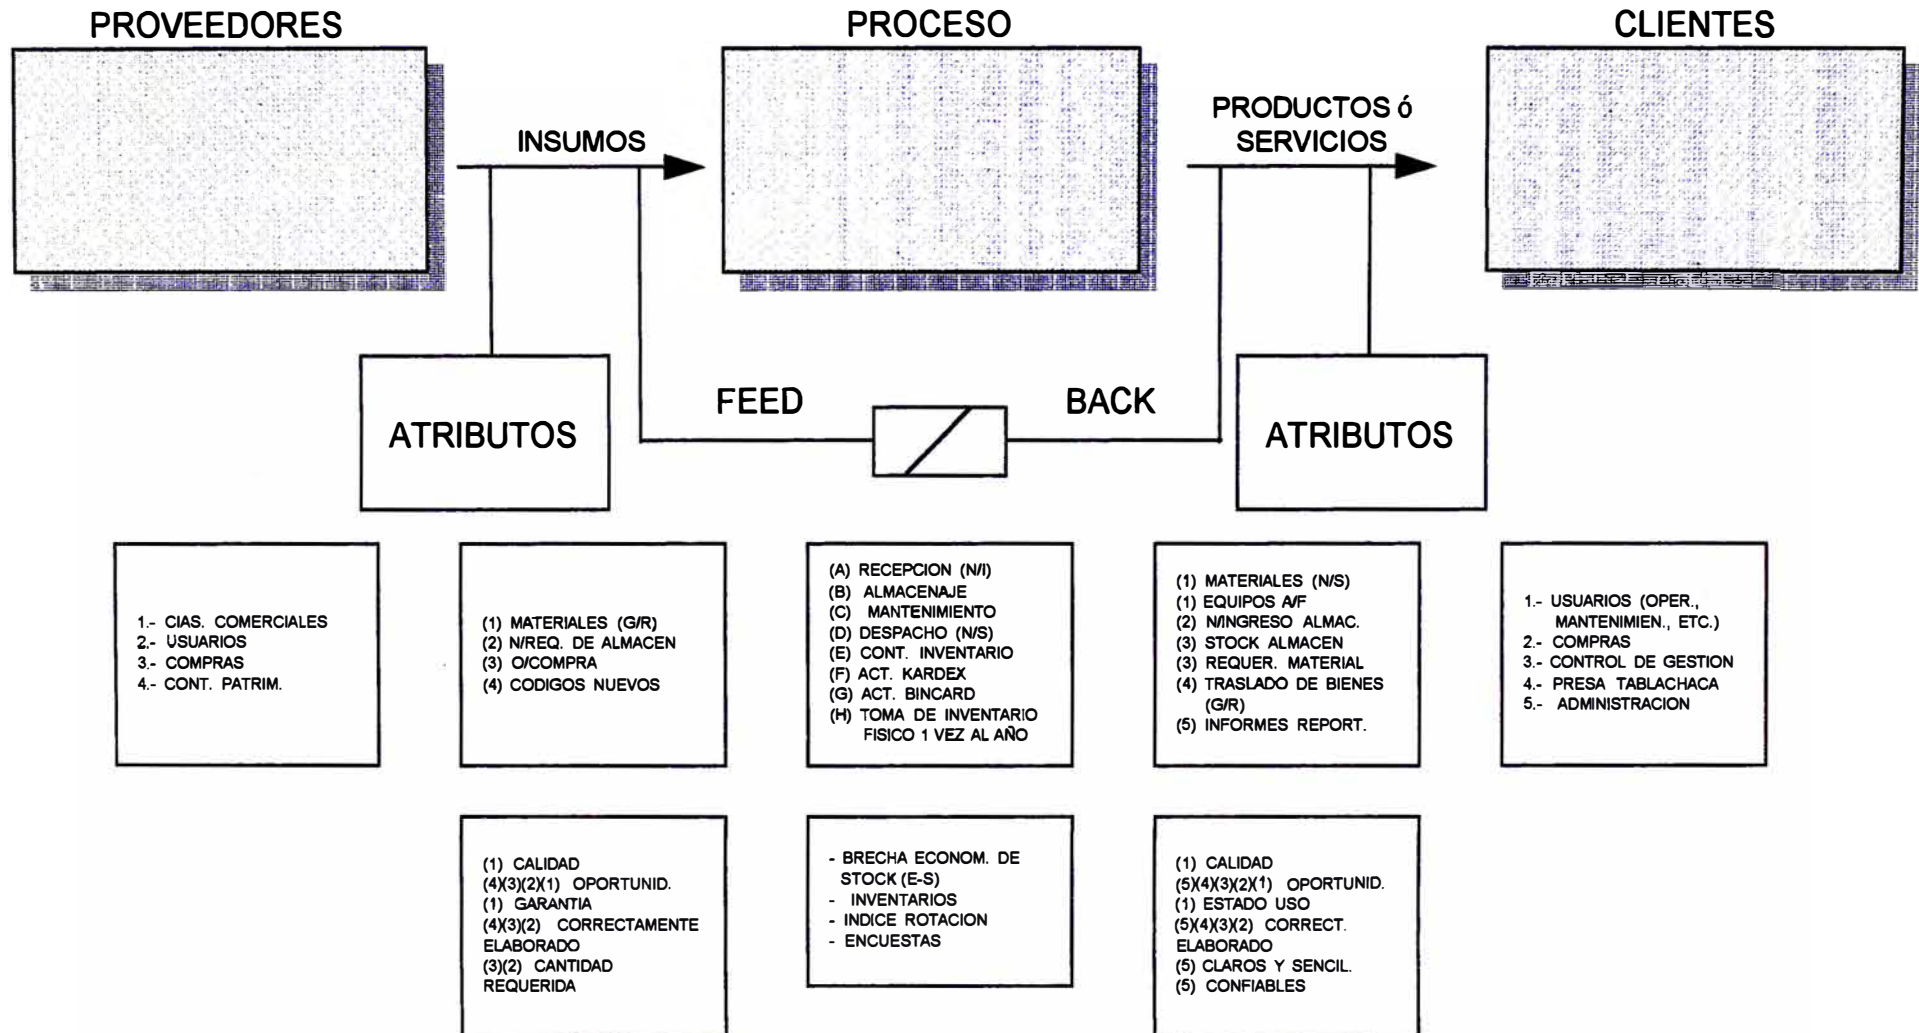 PROVEEDORES
PROCESO
CLIENTES
INSUMOS
PRODUCTOS ó
SERVICIOS
ATRIBUTOS
FEED
BACK
ATRIBUTOS
1.- CIAS. COMERCIALES
2.- USUARIOS
3.- COMPRAS
4.- CONT. PATRIM.
(1) MATERIALES (G/R)
(2) N/REQ. DE ALMACEN
(3) O/COMPRA
(4) CODIGOS NUEVOS
(A) RECEPCION (N/I)
(B) ALMACENAJE
(C) MANTENIMIENTO
(D) DESPACHO (N/S)
(E) CONT. INVENTARIO
(F) ACT. KARDEX
(G) ACT. BINCARD
(H) TOMA DE INVENTARIO
FISICO 1 VEZ AL AÑO
(1) MATERIALES (N/S)
(1) EQUIPOS A/F
(2) N/INGRESO ALMAC.
(3) STOCK ALMACEN
(3) REQUER. MATERIAL
(4) TRASLADO DE BIENES
(G/R)
(5) INFORMES REPORT.
1.- USUARIOS (OPER.,
MANTENIMIEN., ETC.)
2.- COMPRAS
3.- CONTROL DE GESTION
4.- PRESA TABLACHACA
5.- ADMINISTRACION
(1) CALIDAD
(4)(3)(2)(1) OPORTUNID.
(1) GARANTIA
(4)(3)(2) CORRECTAMENTE
ELABORADO
(3)(2) CANTIDAD
REQUERIDA
- BRECHA ECONOM. DE
STOCK (E-S)
- INVENTARIOS
- INDICE ROTACION
- ENCUESTAS
(1) CALIDAD
(5)(4)(3)(2)(1) OPORTUNID.
(1) ESTADO USO
(5)(4)(3)(2) CORRECT.
ELABORADO
(5) CLAROS Y SENCIL.
(5) CONFIABLES